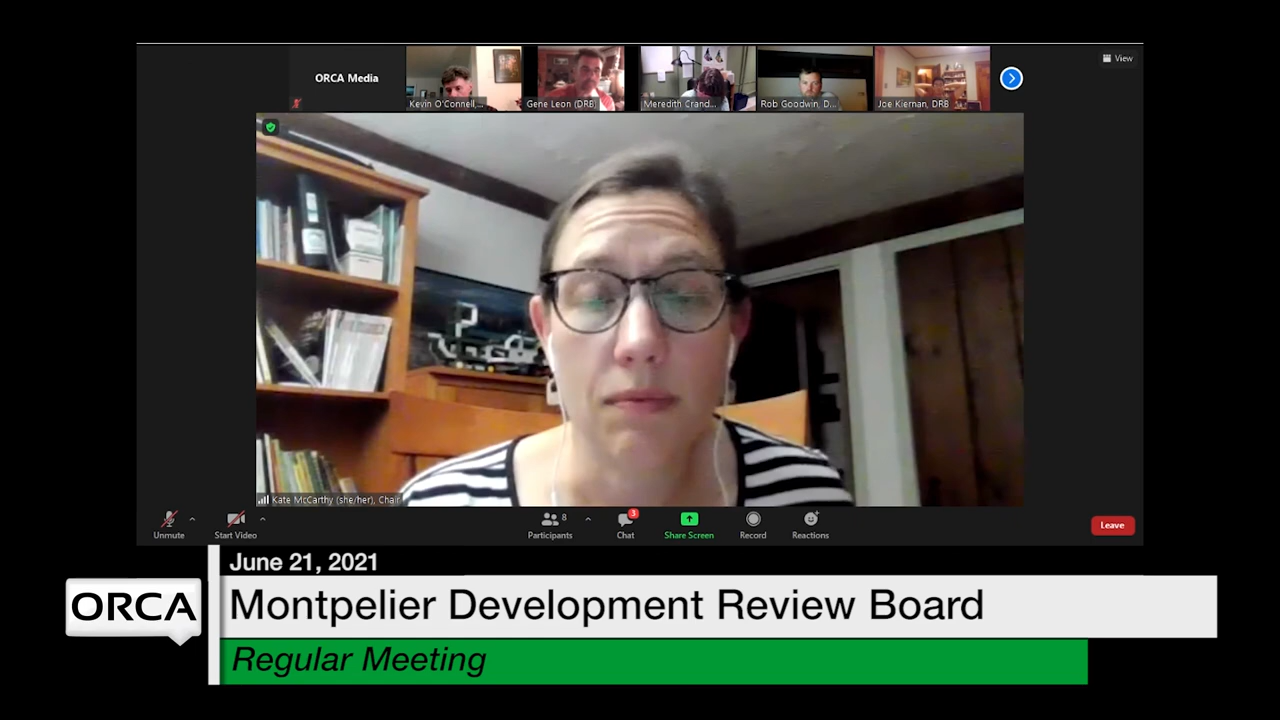 View
ORCA Media
Kevin O'Connell,...
Gene Leon (DRB)
Meredith Crand...
Rob Goodwin, D...
Joe Kiernan, DRB
Kate McCarthy (she/her), Chair
Unmute
Start Video
8
Participants
3
Chat
Share Screen
Record
Reactions
Leave
June 21, 2021
ORCA
Montpelier Development Review Board
Regular Meeting